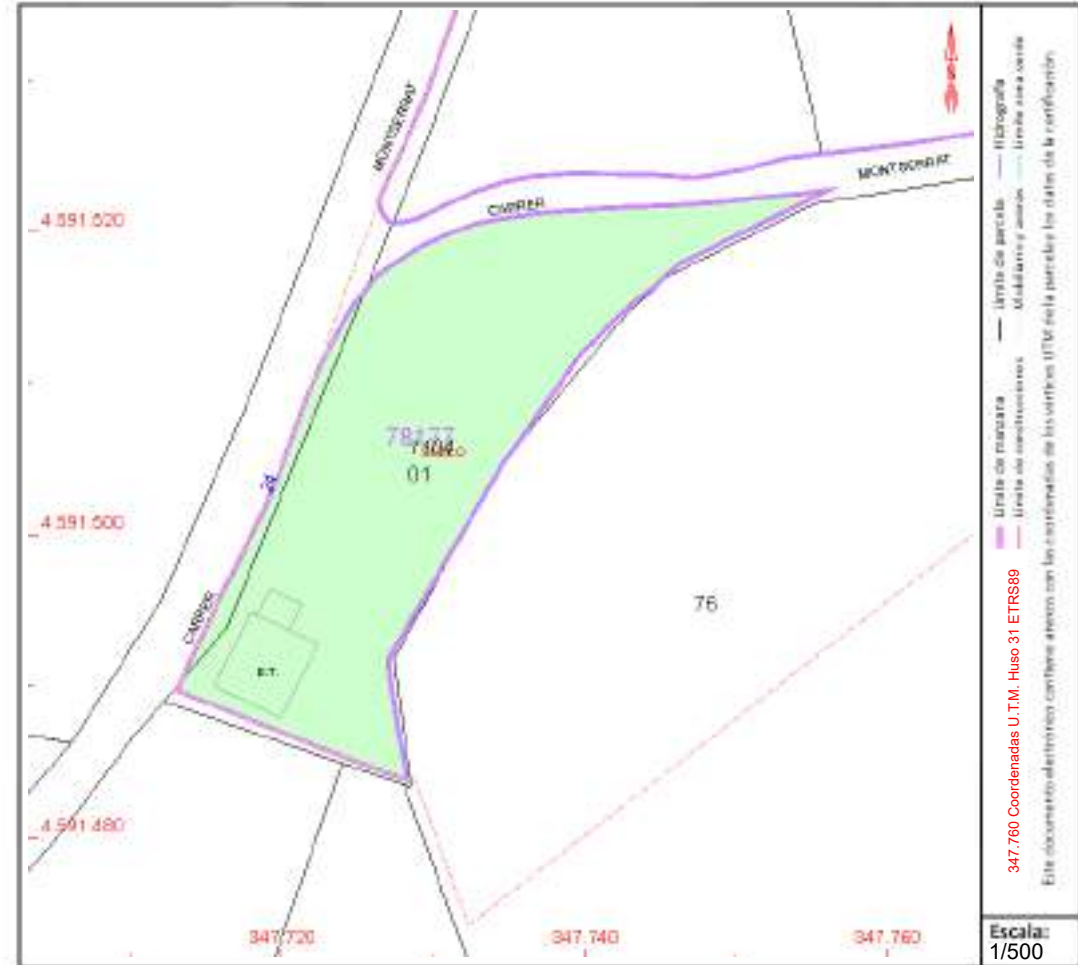 MONTSERRAT
MONTSERRAT
CARRER
4.591.520
78177
01
24
4.591.500
CARRER
76
E.T.
4.591.480
347.720
347.740
347.760
Límite de manzana
Límite de parcela
Hidrografía
Límite de construcciones
Mobiliario y aceras
Límite zona verde
347.760 Coordenadas U.T.M. Huso 31 ETRS89
Este documento electrónico contiene anexos con las coordenadas de los vértices UTM de la parcela y los datos de la certificación
Escala:
1/500